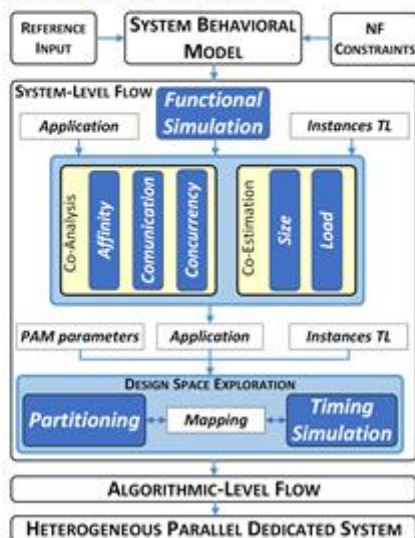 REFERENCE INPUT
SYSTEM BEHAVIORAL MODEL
NF CONSTRAINTS
SYSTEM-LEVEL FLOW
Functional Simulation
Application
Instances TL
Co-Analysis
Affinity
Comunication
Concurrency
Co-Estimation
Size
Load
PAM parameters
Application
Instances TL
DESIGN SPACE EXPLORATION
Partitioning
Mapping
Timing Simulation
ALGORITHMIC-LEVEL FLOW
HETEROGENEOUS PARALLEL DEDICATED SYSTEM